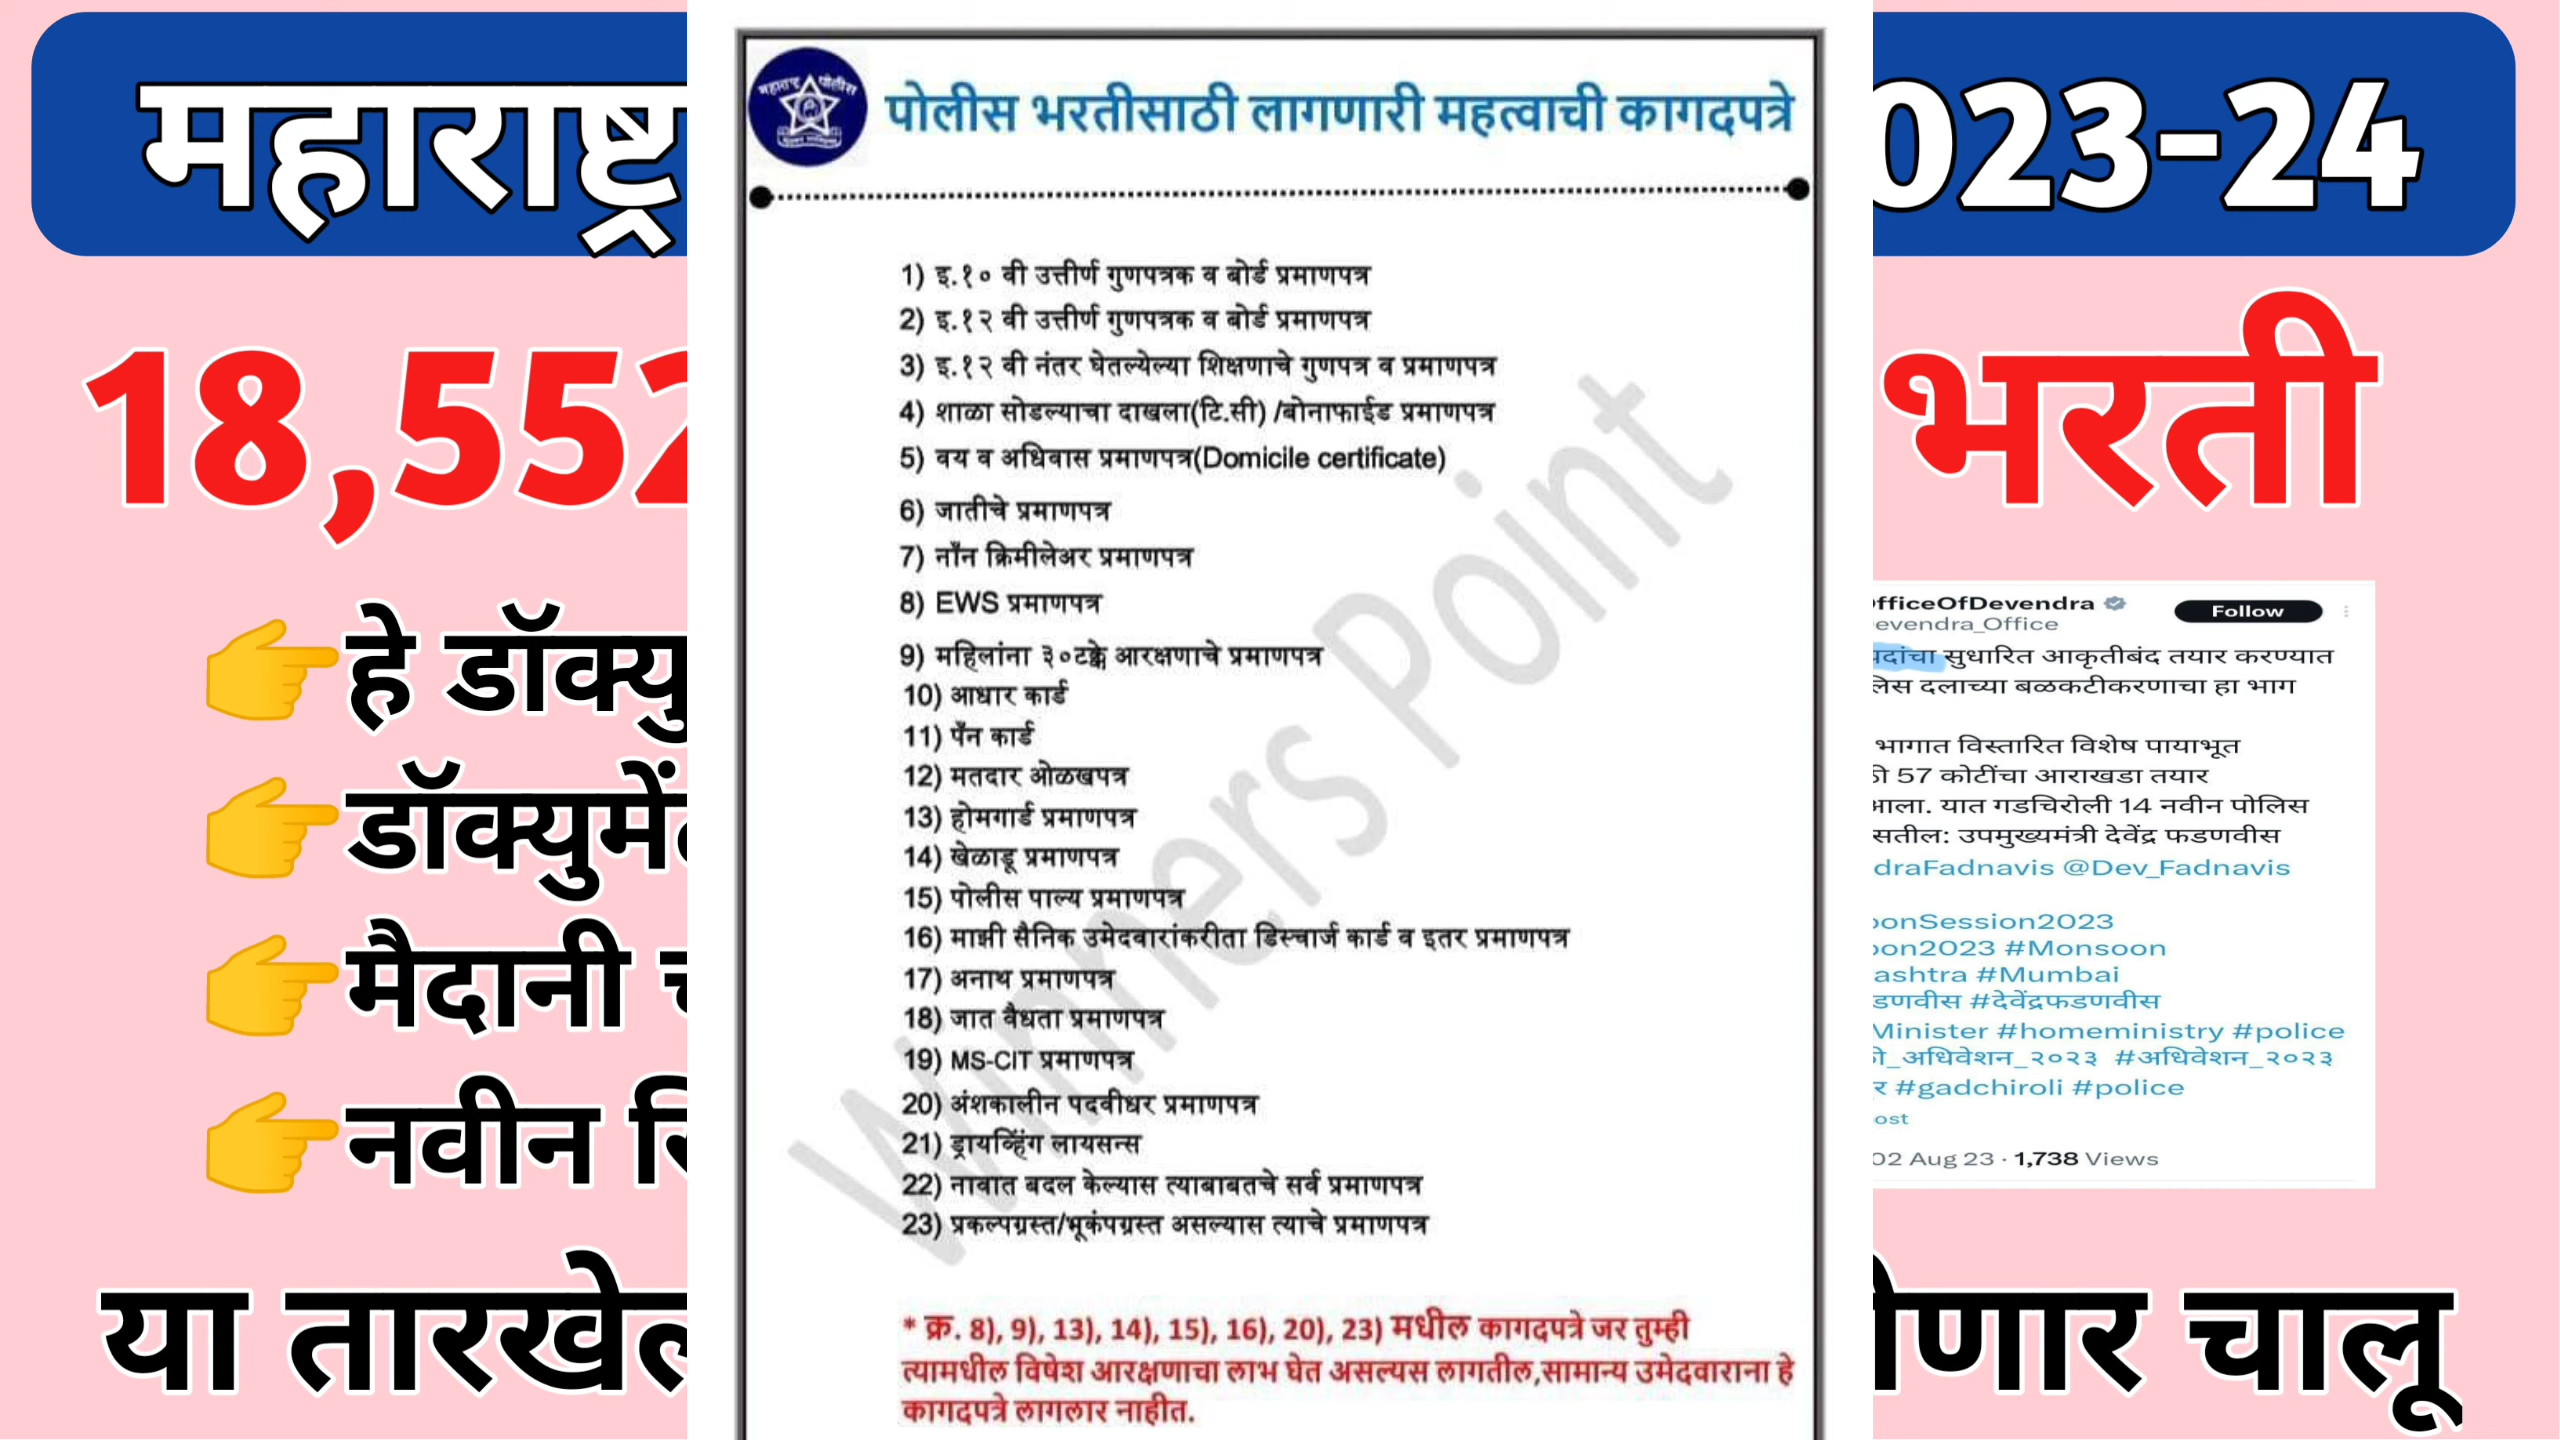 महाराष्ट्र
023-24
18,552
भरती
👉हे
👉
👉मैदानी
👉नवीन
या
चालू
महाराष्ट्र पोलीस
पोलीस भरतीसाठी लागणारी महत्वाची कागदपत्रे
1) इ.१० वी उत्तीर्ण गुणपत्रक व बोर्ड प्रमाणपत्र
2) इ.१२ वी उत्तीर्ण गुणपत्रक व बोर्ड प्रमाणपत्र
3) इ.१२ वी नंतर घेतल्येल्या शिक्षणाचे गुणपत्र व प्रमाणपत्र
4) शाळा सोडल्याचा दाखला(टि.सी) /बोनाफाईड प्रमाणपत्र
5) वय व अधिवास प्रमाणपत्र(Domicile certificate)
6) जातीचे प्रमाणपत्र
7) नॉन क्रिमीलेअर प्रमाणपत्र
8) EWS प्रमाणपत्र
9) महिलांना ३०टक्के आरक्षणाचे प्रमाणपत्र
10) आधार कार्ड
11) पॅन कार्ड
12) मतदार ओळखपत्र
13) होमगार्ड प्रमाणपत्र
14) खेळाडू प्रमाणपत्र
15) पोलीस पाल्य प्रमाणपत्र
16) माझी सैनिक उमेदवारांकरीता डिस्चार्ज कार्ड व इतर प्रमाणपत्र
17) अनाथ प्रमाणपत्र
18) जात वैधता प्रमाणपत्र
19) MS-CIT प्रमाणपत्र
20) अंशकालीन पदवीधर प्रमाणपत्र
21) ड्रायव्हिंग लायसन्स
22) नावात बदल केल्यास त्याबाबतचे सर्व प्रमाणपत्र
23) प्रकल्पग्रस्त/भूकंपग्रस्त असल्यास त्याचे प्रमाणपत्र
* क्र. 8), 9), 13), 14), 15), 16), 20), 23) मधील कागदपत्रे जर तुम्ही
त्यामधील विषेश आरक्षणाचा लाभ घेत असल्यस लागतील,सामान्य उमेदवाराना हे
कागदपत्रे लागलार नाहीत.
Winners Point
fficeOfDevendra
Follow
evendra_Office
पदांचा सुधारित आकृतीबंद तयार करण्यात
लिस दलाच्या बळकटीकरणाचा हा भाग
भागात विस्तारित विशेष पायाभूत
57 कोटींचा आराखडा तयार
आला. यात गडचिरोली 14 नवीन पोलिस
सतील: उपमुख्यमंत्री देवेंद्र फडणवीस
draFadnavis @Dev_Fadnavis
onSession2023
on2023 #Monsoon
ashtra #Mumbai
डणवीस #देवेंद्रफडणवीस
Minister #homeministry #police
_अधिवेशन_२०२३ #अधिवेशन_२०२३
र #gadchiroli #police
ost
02 Aug 23 · 1,738 Views